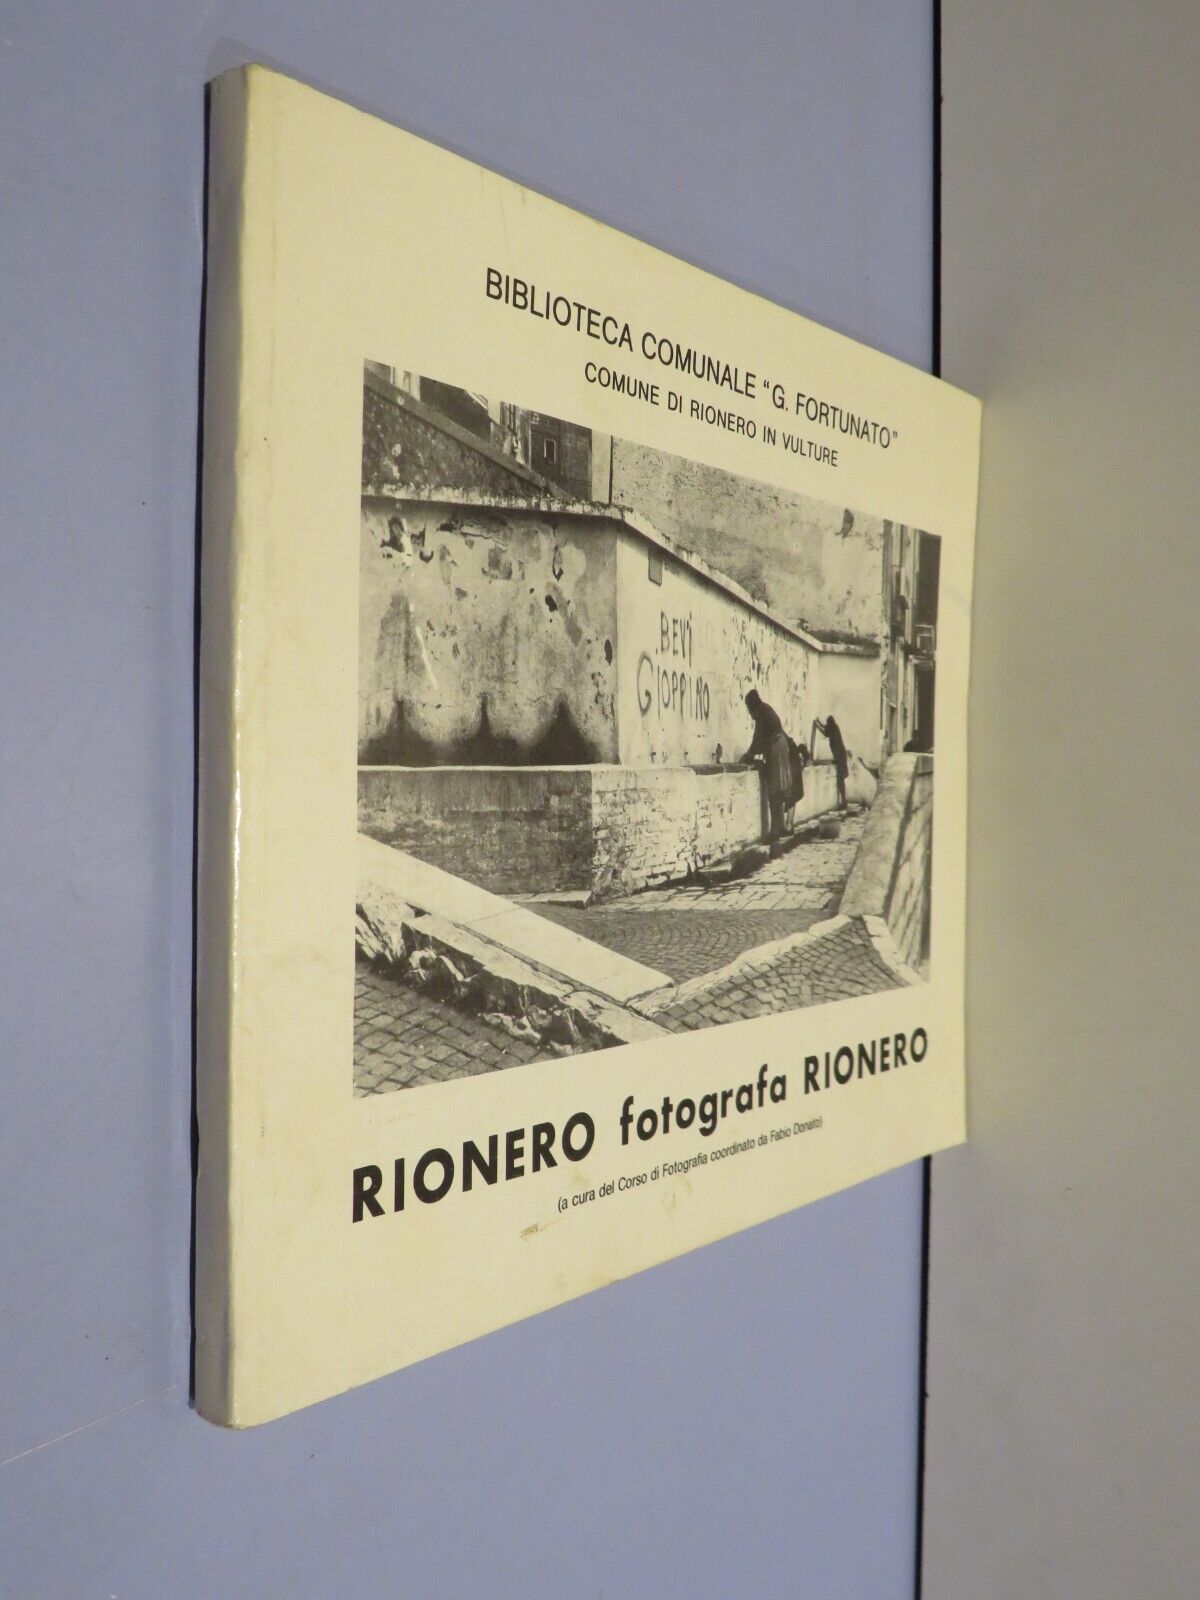 BIBLIOTECA COMUNALE “G. FORTUNATO”
COMUNE DI RIONERO IN VULTURE
BEVI
GIOPPINO
RIONERO fotografa RIONERO
(a cura del Corso di Fotografia coordinato da Fabio Donato)